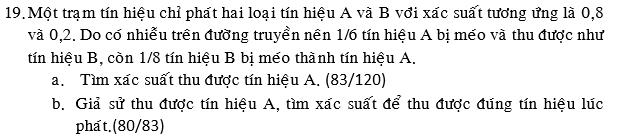 19. Một trạm tín hiệu chỉ phát hai loại tín hiệu A và B với xác suất tương ứng là 0,8
và 0,2. Do có nhiễu trên đường truyền nên 1/6 tín hiệu A bị méo và thu được như
tín hiệu B, còn 1/8 tín hiệu B bị méo thành tín hiệu A.
a. Tìm xác suất thu được tín hiệu A. (83/120)
b. Giả sử thu được tín hiệu A, tìm xác suất để thu được đúng tín hiệu lúc
phát.(80/83)